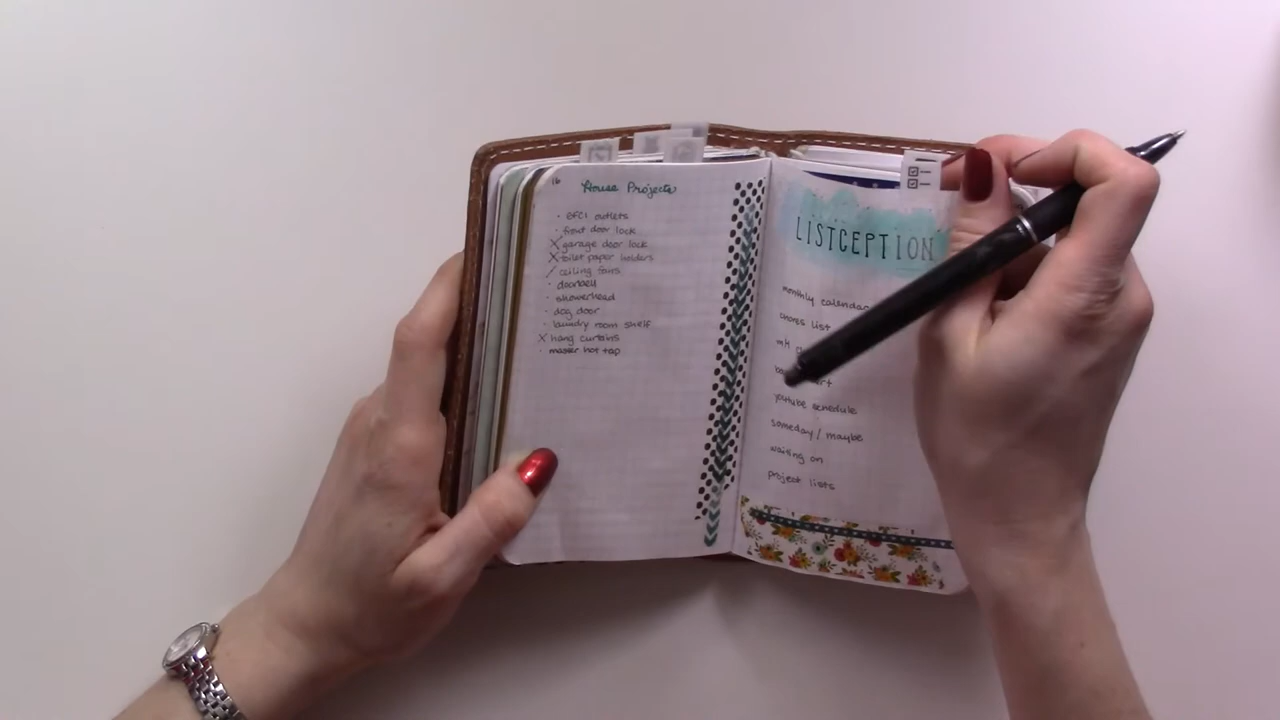 16
House Projects
· GFCI outlets
· front door lock
X garage door lock
X toilet paper holders
/ ceiling fans
· doorbell
· showerhead
· dog door
· laundry room shelf
X hang curtains
· master hot tap
LISTCEPTION
monthly calendar
chores list
youtube schedule
someday / maybe
waiting on
project lists